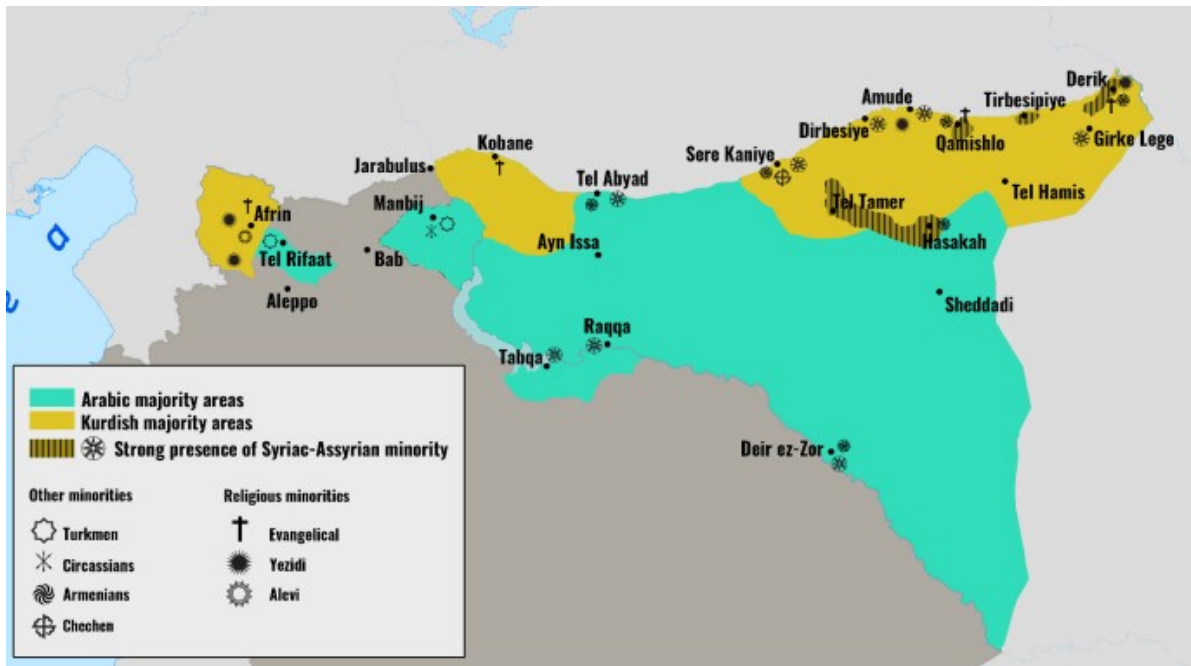 Derik
Amude
Tirbesipiye
Dirbesiye
Qamishlo
Girke Lege
Kobane
Sere Kaniye
Jarabulus
Tel Abyad
Tel Hamis
Manbij
Afrin
Tel Tamer
Tel Rifaat
Bab
Ayn Issa
Hasakah
a
Aleppo
Sheddadi
Raqqa
Tabqa
Deir ez-Zor
Arabic majority areas
Kurdish majority areas
Strong presence of Syriac-Assyrian minority
Other minorities
Turkmen
Circassians
Armenians
Chechen
Religious minorities
Evangelical
Yezidi
Alevi